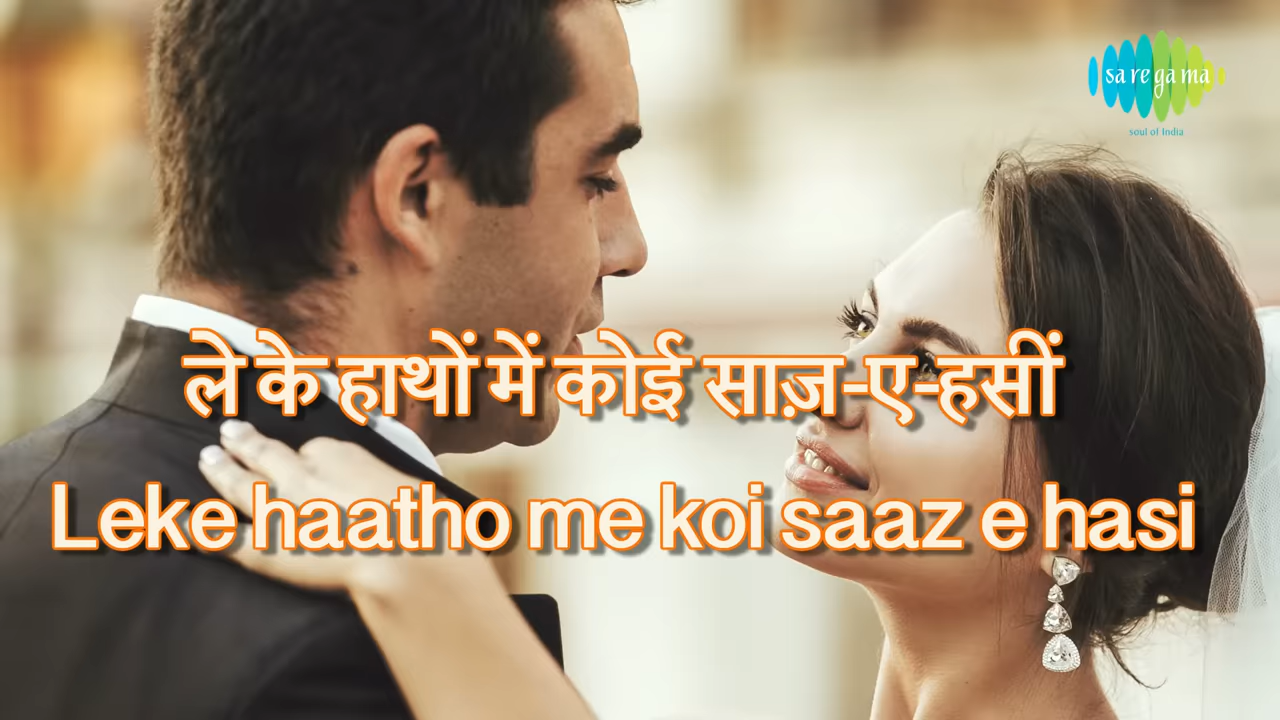 sa re ga ma
soul of India
ले के हाथों में कोई साज़-ए-हसीं
Leke haatho me koi saaz e hasi